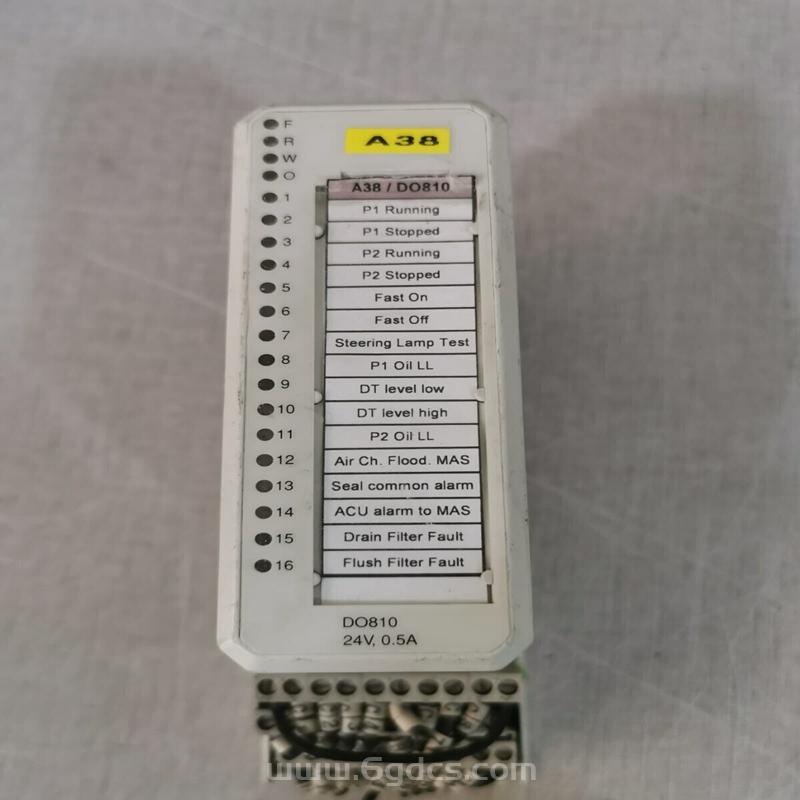 F
R
W
O
1
2
3
4
5
6
7
8
9
10
11
12
13
14
15
16
A38
A38 / DO810
P1 Running
P1 Stopped
P2 Running
P2 Stopped
Fast On
Fast Off
Steering Lamp Test
P1 Oil LL
DT level low
DT level high
P2 Oil LL
Air Ch. Flood. MAS
Seal common alarm
ACU alarm to MAS
Drain Filter Fault
Flush Filter Fault
DO810
24V, 0.5A
www.6gdcs.com